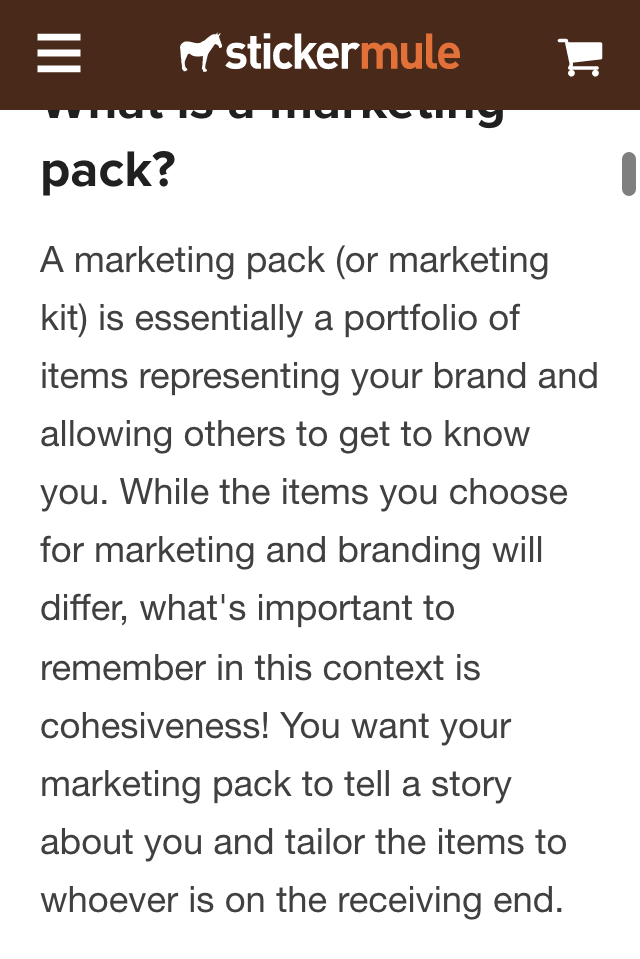 stickermule
What is a marketing
pack?
A marketing pack (or marketing
kit) is essentially a portfolio of
items representing your brand and
allowing others to get to know
you. While the items you choose
for marketing and branding will
differ, what's important to
remember in this context is
cohesiveness! You want your
marketing pack to tell a story
about you and tailor the items to
whoever is on the receiving end.